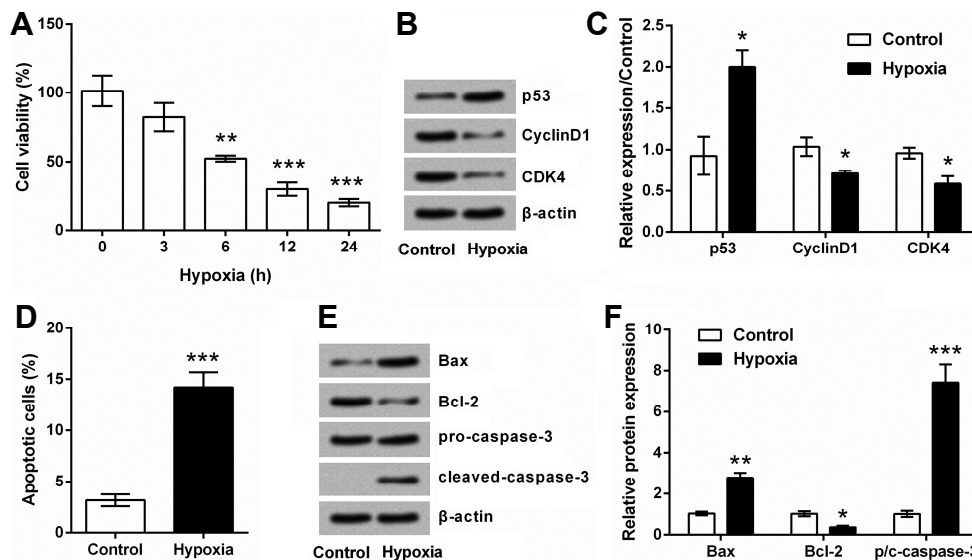 A
Cell viability (%)
150
100
50
0
**
***
***
0 3 6 12 24
Hypoxia (h)
B
p53
CyclinD1
CDK4
β-actin
Control Hypoxia
C
Relative expression/Control
2.5
2.0
1.5
1.0
0.5
0.0
Control
Hypoxia
*
*
*
p53 CyclinD1 CDK4
D
Apoptotic cells (%)
20
15
10
5
0
***
Control Hypoxia
E
Bax
Bcl-2
pro-caspase-3
cleaved-caspase-3
β-actin
Control Hypoxia
F
Relative protein expression
10
8
6
4
2
0
Control
Hypoxia
**
*
***
Bax Bcl-2 p/c-caspase-3